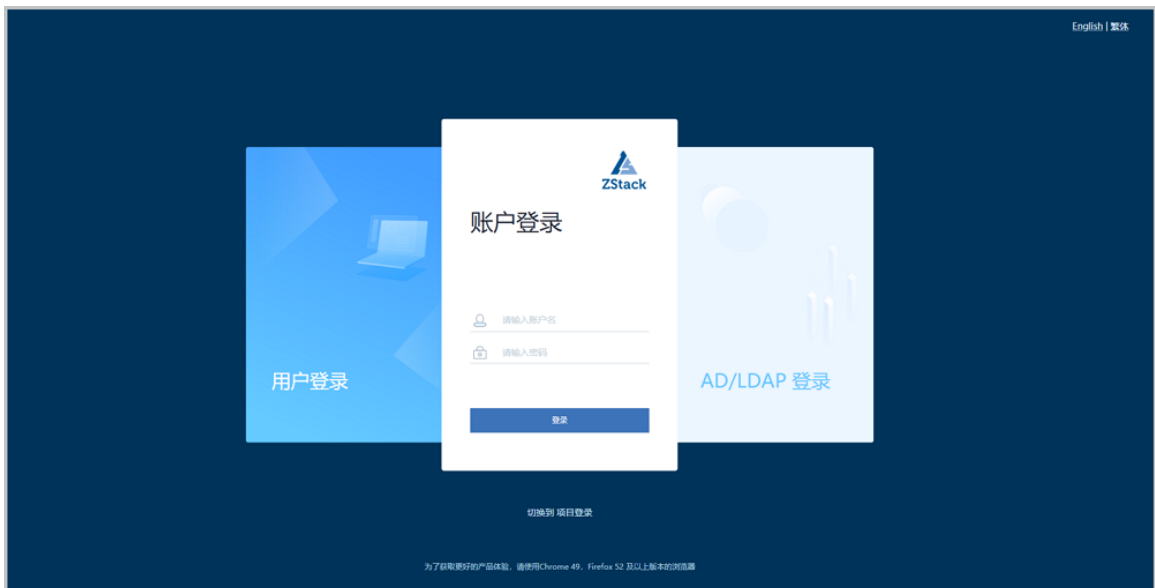 English | 繁体
ZStack
账户登录
请输入账户名
请输入密码
用户登录
AD/LDAP 登录
登录
切换到 项目登录
为了获取更好的产品体验，请使用Chrome 49、Firefox 52 及以上版本的浏览器